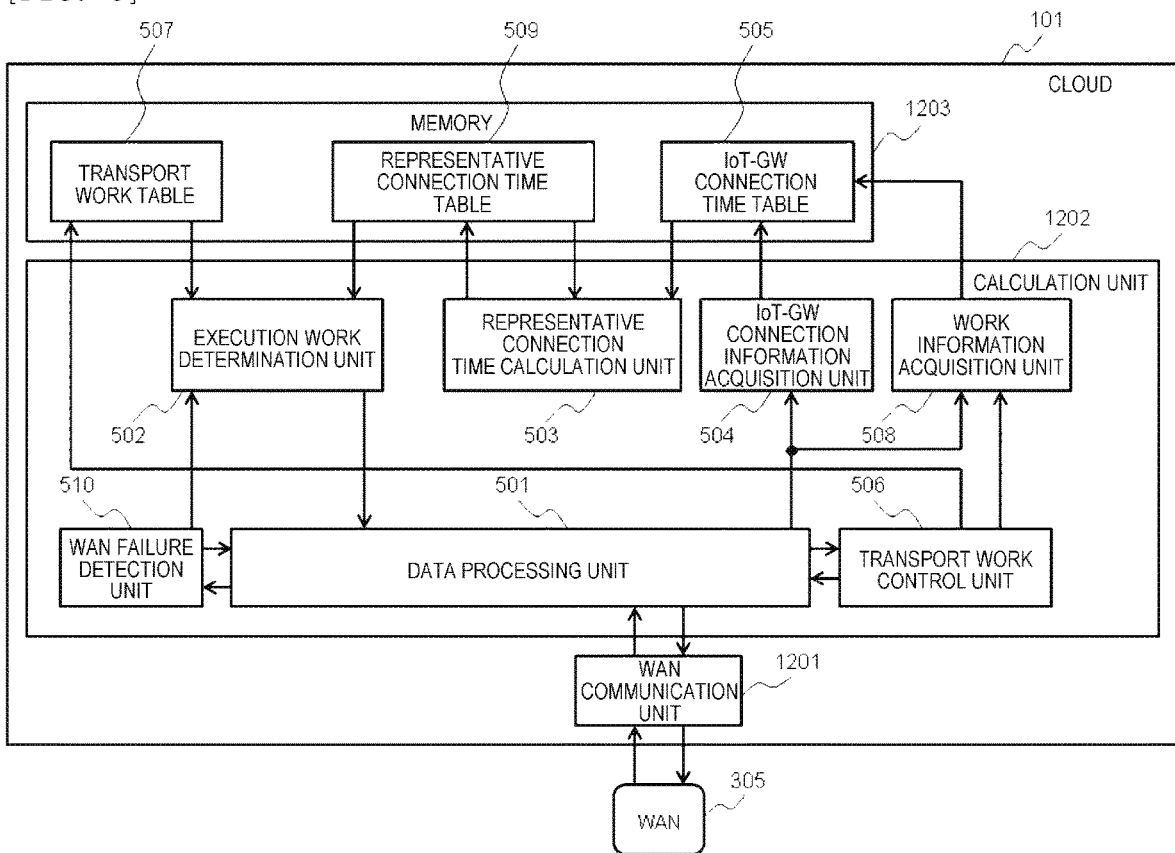 507
509
505
101
CLOUD
MEMORY
1203
TRANSPORT
WORK TABLE
REPRESENTATIVE
CONNECTION TIME
TABLE
IoT-GW
CONNECTION
TIME TABLE
1202
CALCULATION UNIT
EXECUTION WORK
DETERMINATION UNIT
REPRESENTATIVE
CONNECTION
TIME CALCULATION UNIT
IoT-GW
CONNECTION
INFORMATION
ACQUISITION UNIT
WORK
INFORMATION
ACQUISITION UNIT
502
503
504
508
510
501
506
WAN FAILURE
DETECTION
UNIT
DATA PROCESSING UNIT
TRANSPORT WORK
CONTROL UNIT
WAN
COMMUNICATION
UNIT
1201
WAN
305